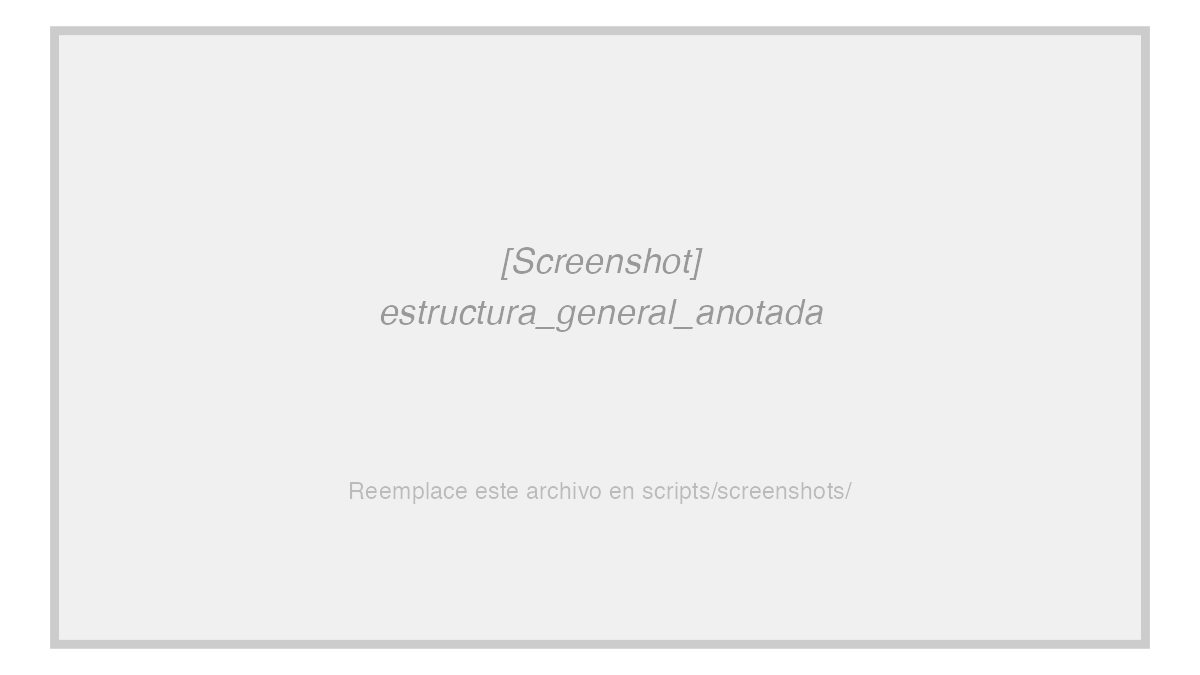 [Screenshot]
estructura_general_anotada
Reemplace este archivo en scripts/screenshots/